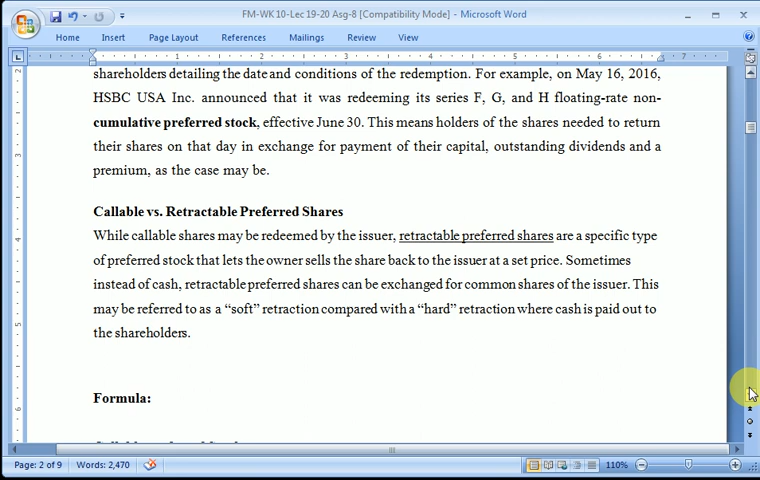 FM-WK 10-Lec 19-20 Asg-8 [Compatibility Mode] - Microsoft Word
Home Insert Page Layout References Mailings Review View
shareholders detailing the date and conditions of the redemption. For example, on May 16, 2016,
HSBC USA Inc. announced that it was redeeming its series F, G, and H floating-rate non-
cumulative preferred stock, effective June 30. This means holders of the shares needed to return
their shares on that day in exchange for payment of their capital, outstanding dividends and a
premium, as the case may be.
Callable vs. Retractable Preferred Shares
While callable shares may be redeemed by the issuer, retractable preferred shares are a specific type
of preferred stock that lets the owner sells the share back to the issuer at a set price. Sometimes
instead of cash, retractable preferred shares can be exchanged for common shares of the issuer. This
may be referred to as a “soft” retraction compared with a “hard” retraction where cash is paid out to
the shareholders.
Formula:
Page: 2 of 9 Words: 2,470 110%